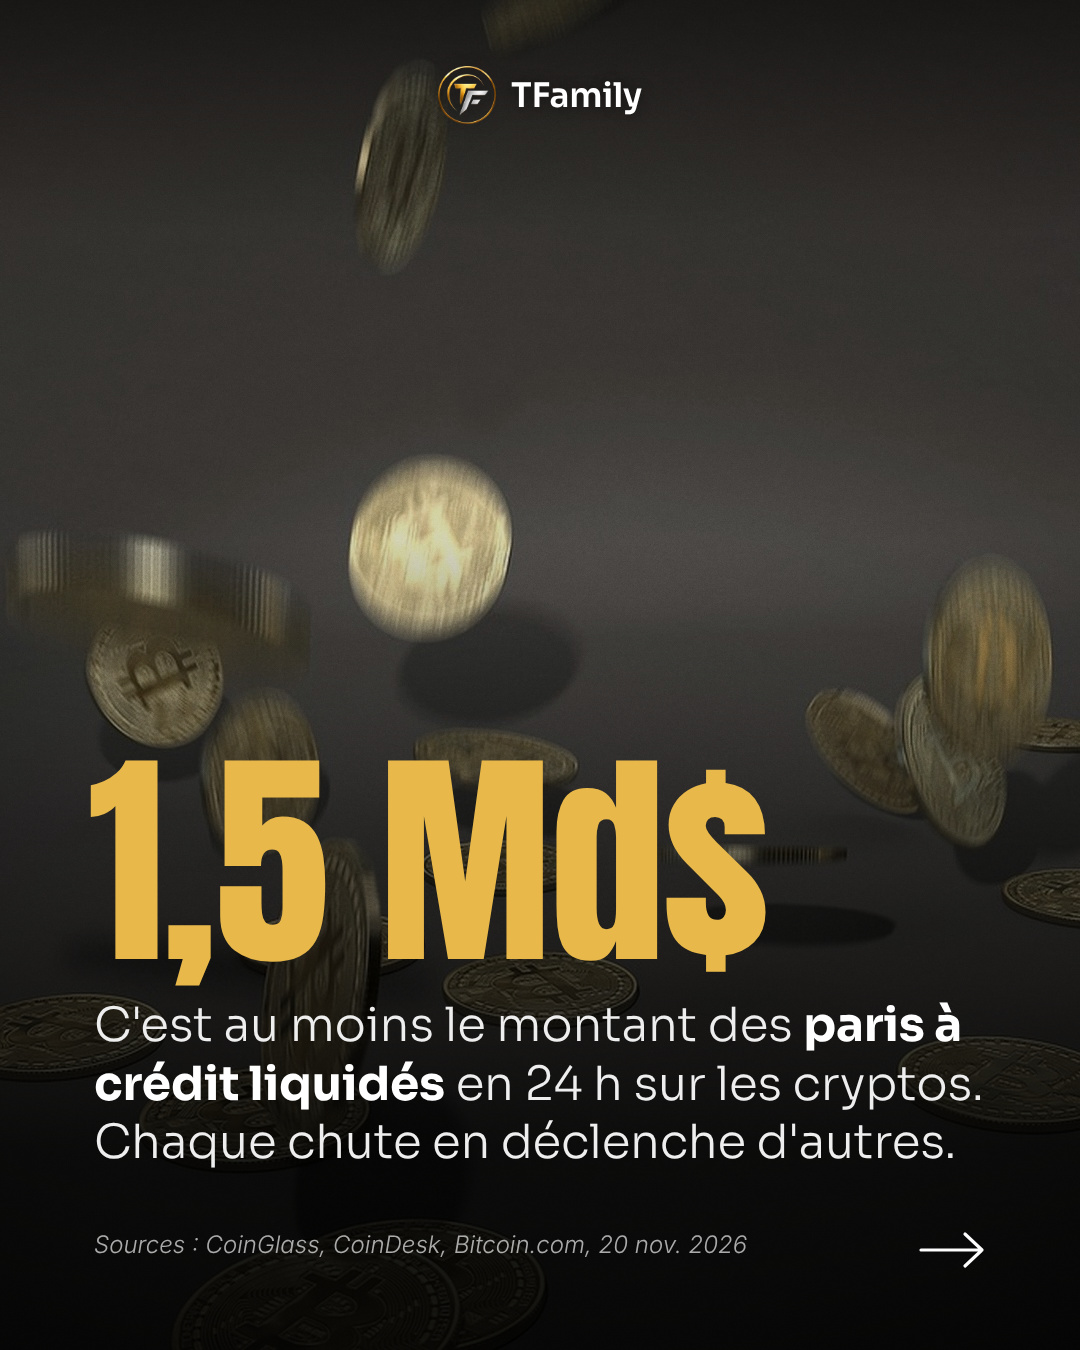 TF TFamily
1,5 Md$
C'est au moins le montant des paris à
crédit liquidés en 24 h sur les cryptos.
Chaque chute en déclenche d'autres.
Sources : CoinGlass, CoinDesk, Bitcoin.com, 20 nov. 2026